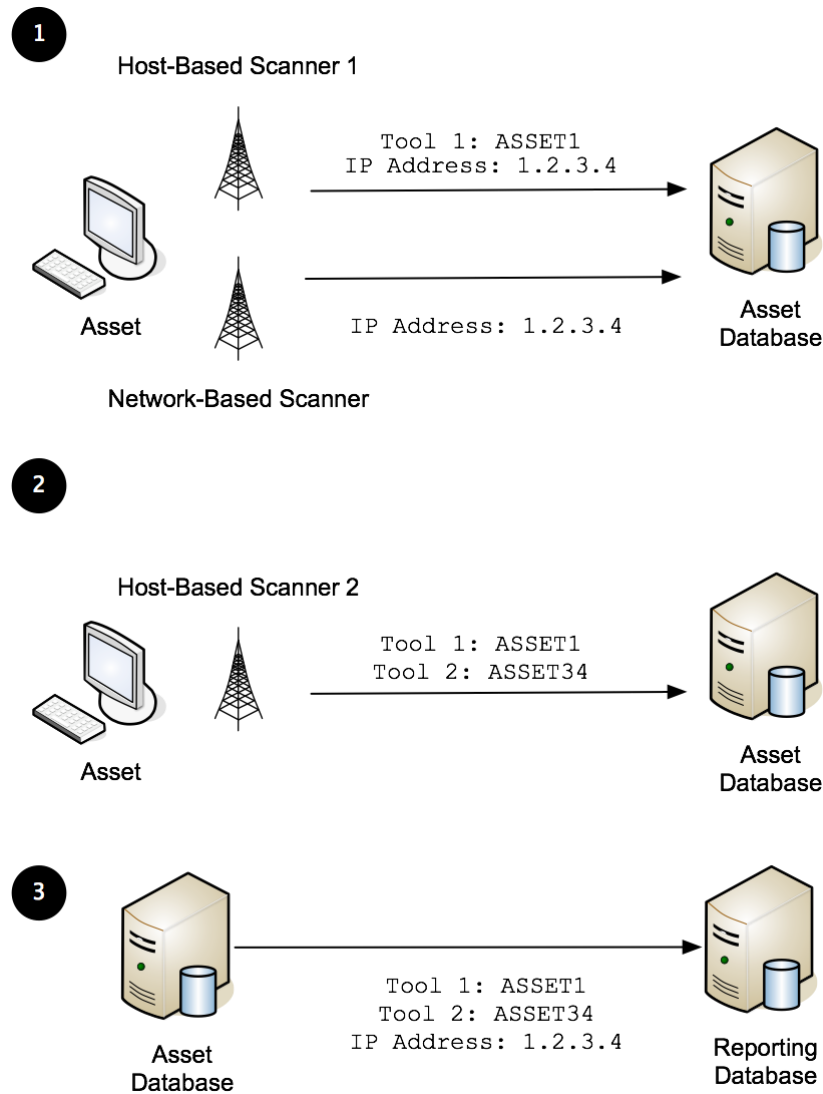 1
Host-Based Scanner 1
Tool 1: ASSET1
IP Address: 1.2.3.4
Asset
Asset
Database
IP Address: 1.2.3.4
Network-Based Scanner
2
Host-Based Scanner 2
Tool 1: ASSET1
Tool 2: ASSET34
Asset
Asset
Database
3
Tool 1: ASSET1
Tool 2: ASSET34
IP Address: 1.2.3.4
Asset
Database
Reporting
Database